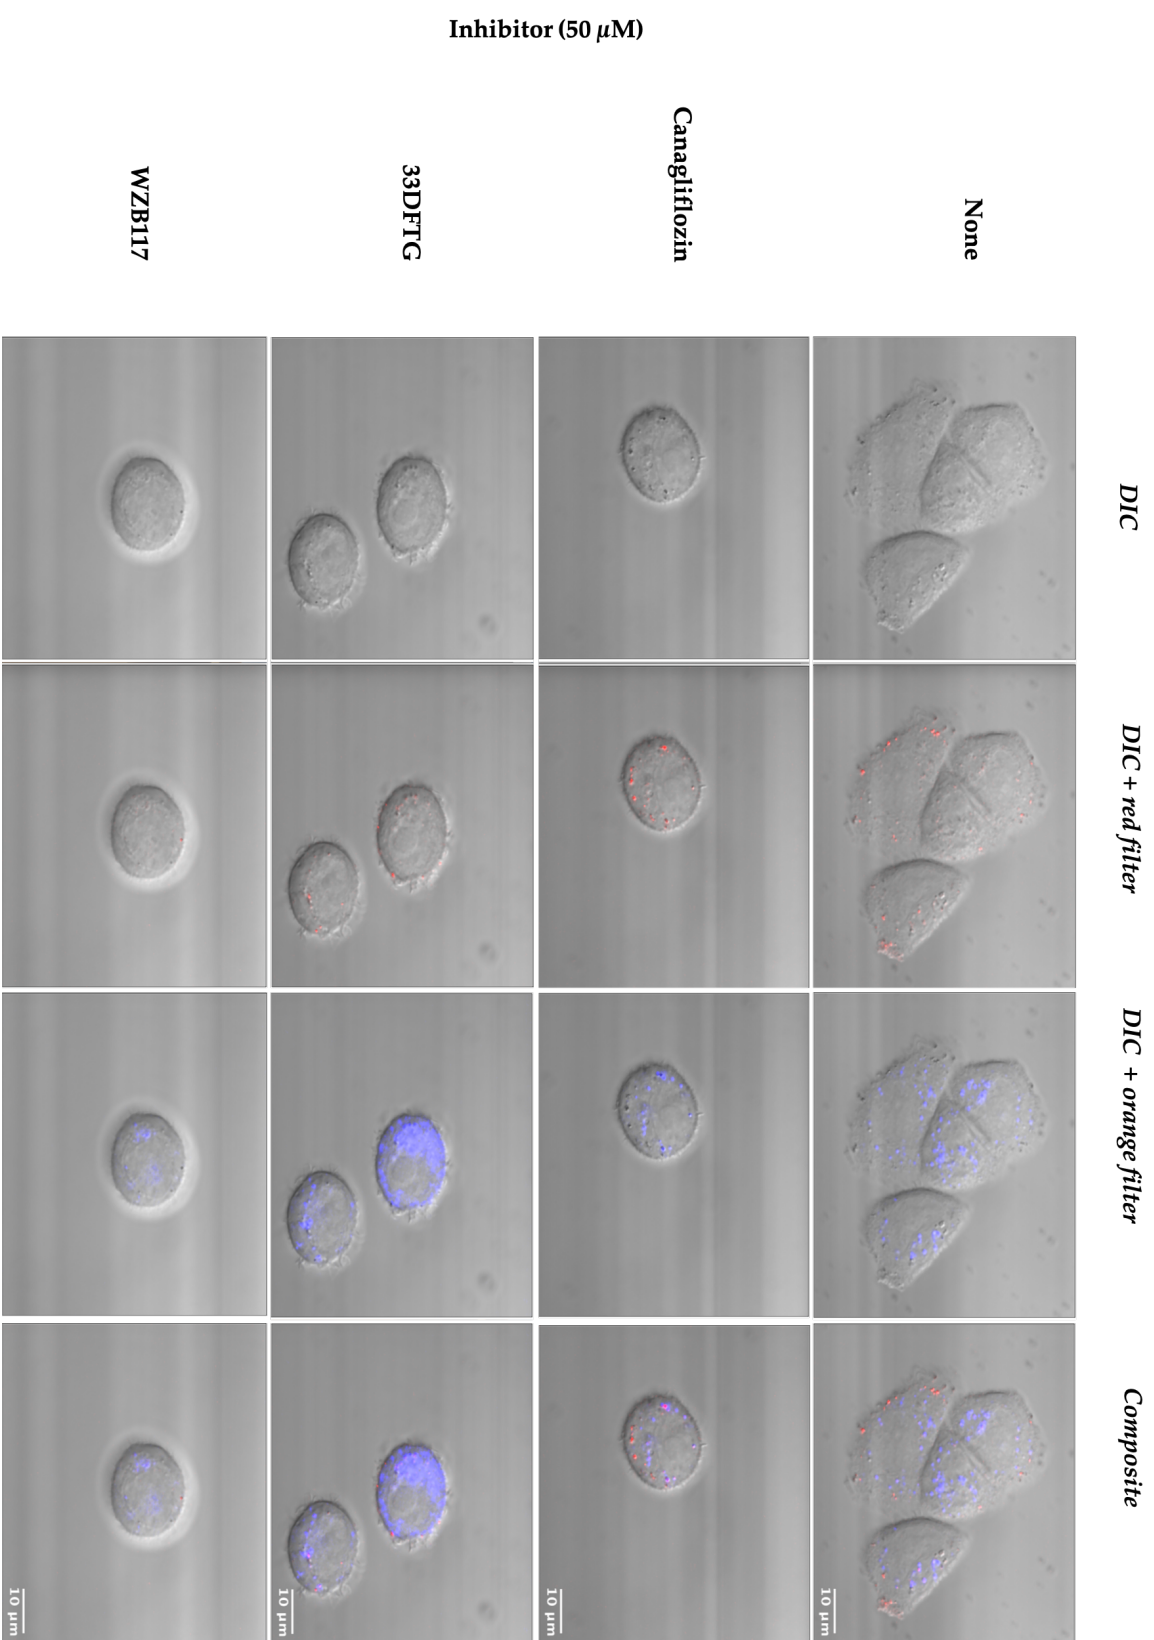 Inhibitor (50 µM)
DIC
DIC + red filter
DIC + orange filter
Composite
None
10 µm
Canagliflozin
10 µm
33DFTG
10 µm
WZB117
10 µm